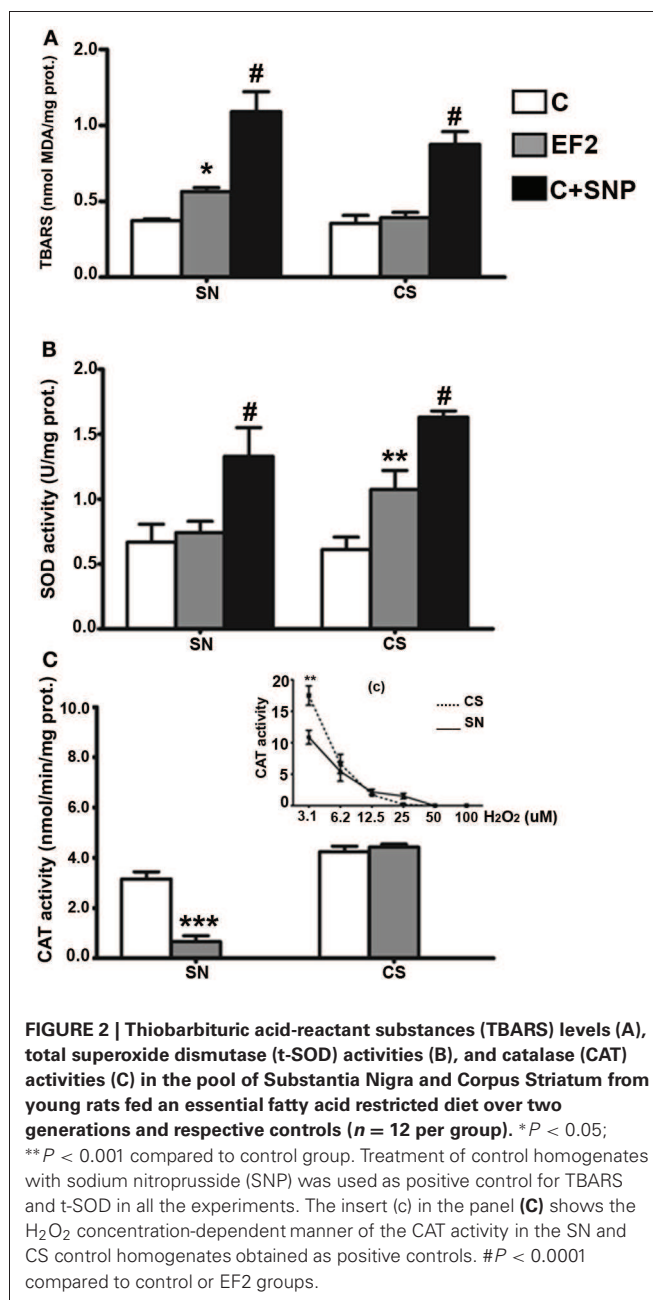 A
TBARS (nmol MDA/mg prot.)
2.0
1.0
0.5
0.0
*
#
#
SN
CS
C
EF2
C+SNP
B
SOD activity (U/mg prot.)
2.0
1.5
1.0
0.5
0.0
#
**
#
SN
CS
C
CAT activity (nmol/min/mg prot.)
10.0
8.0
6.0
4.0
2.0
0.0
***
SN
CS
(c)
CAT activity
20
15
10
5
0
**
CS
SN
3.1 6.2 12.5 25 50 100 H2O2 (uM)
FIGURE 2 | Thiobarbituric acid-reactant substances (TBARS) levels (A),
total superoxide dismutase (t-SOD) activities (B), and catalase (CAT)
activities (C) in the pool of Substantia Nigra and Corpus Striatum from
young rats fed an essential fatty acid restricted diet over two
generations and respective controls (n = 12 per group). *P < 0.05;
**P < 0.001 compared to control group. Treatment of control homogenates
with sodium nitroprusside (SNP) was used as positive control for TBARS
and t-SOD in all the experiments. The insert (c) in the panel (C) shows the
H2O2 concentration-dependent manner of the CAT activity in the SN and
CS control homogenates obtained as positive controls. #P < 0.0001
compared to control or EF2 groups.